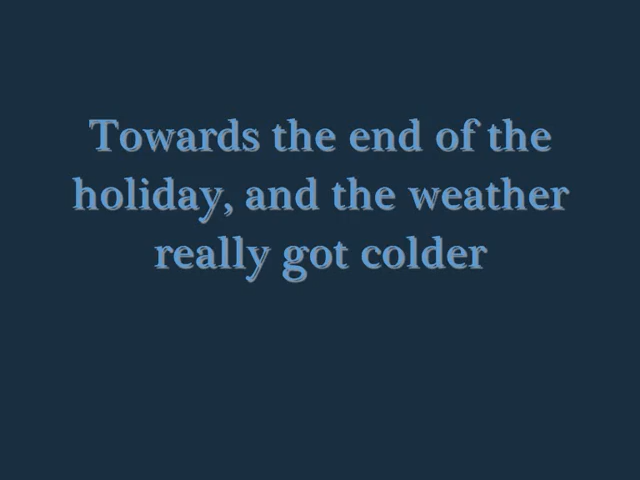 Towards the end of the
holiday, and the weather
really got colder